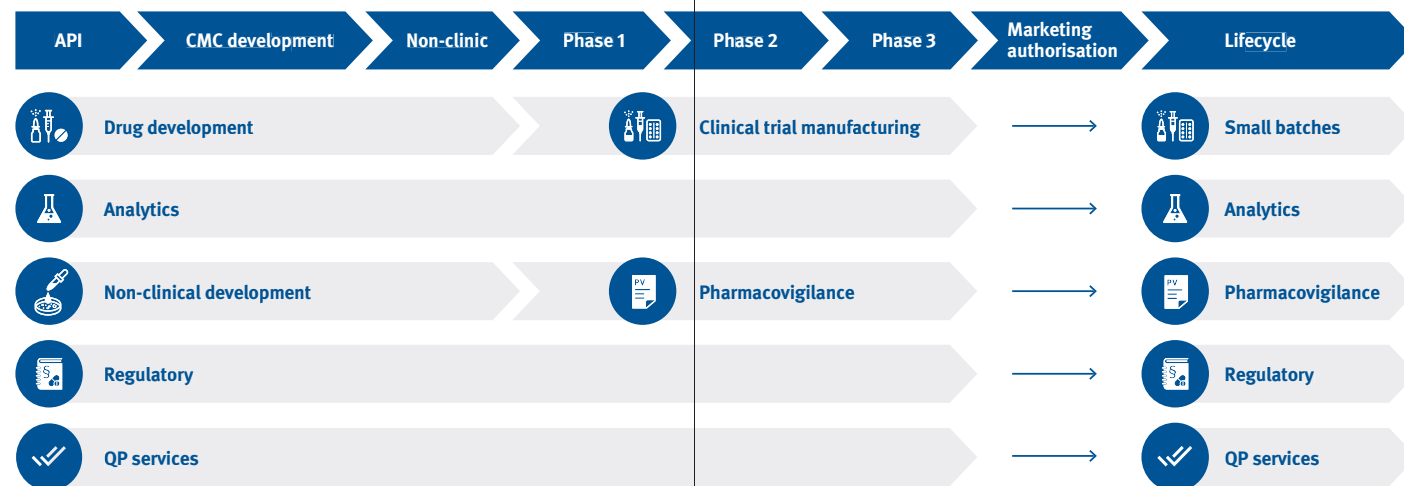 API
CMC development
Non-clinic
Phase 1
Phase 2
Phase 3
Marketing
authorisation
Lifecycle
Drug development
Clinical trial manufacturing
Small batches
Analytics
Analytics
Non-clinical development
PV
Pharmacovigilance
PV
Pharmacovigilance
§
Regulatory
§
Regulatory
QP services
QP services